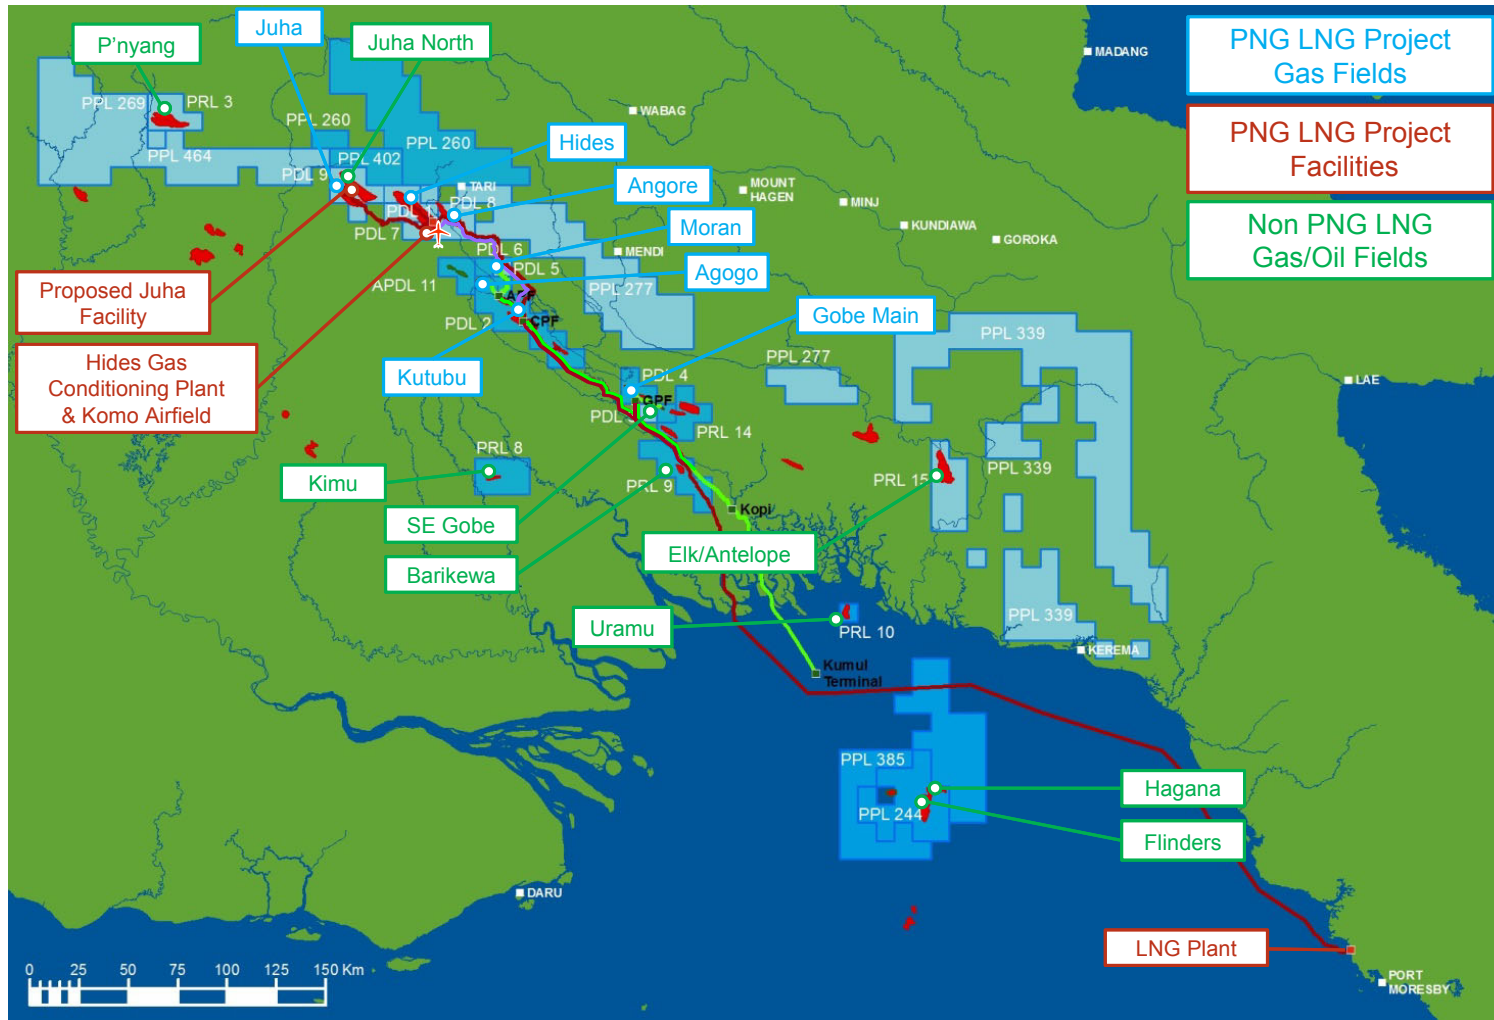 P'nyang
Juha
Juha North
PNG LNG Project
Gas Fields
PNG LNG Project
Facilities
Non PNG LNG
Gas/Oil Fields
MADANG
PPL 269
PRL 3
WABAG
PPL 260
PPL 260
PPL 464
PPL 402
Hides
PDL 9
TARI
Angore
MOUNT
HAGEN
MINJ
PDL 1
PDL 8
Moran
KUNDIAWA
GOROKA
PDL 7
PDL 6
MENDI
PDL 5
Agogo
APDL 11
PPL 277
Proposed Juha
Facility
APF
Gobe Main
PDL 2
CPF
PPL 339
Hides Gas
Conditioning Plant
& Komo Airfield
Kutubu
PPL 277
PDL 4
LAE
GPF
PDL
PRL 14
PRL 8
PPL 339
Kimu
PRL 9
PRL 15
SE Gobe
Kopi
Elk/Antelope
Barikewa
PPL 339
Uramu
PRL 10
KEREMA
Kumul
Terminal
PPL 385
Hagana
PPL 244
Flinders
DARU
LNG Plant
0 25 50 75 100 125 150 Km
PORT
MORESBY